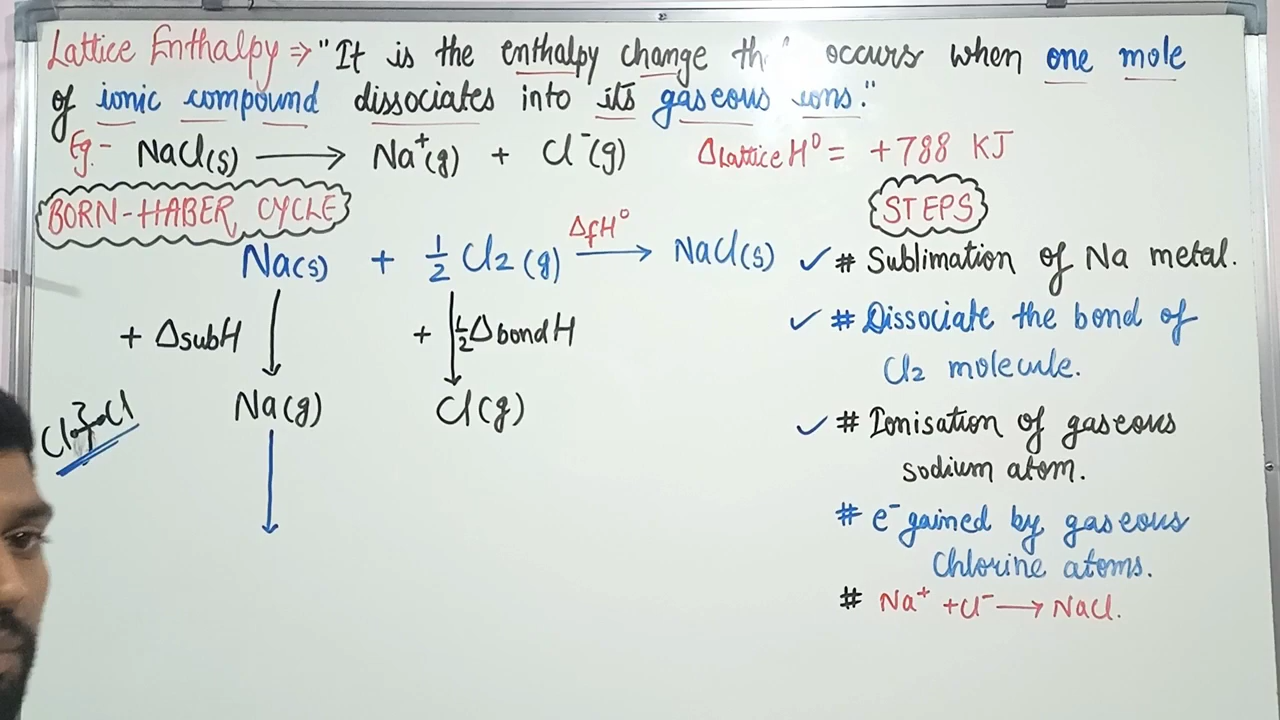 Lattice Enthalpy ⇒ "It is the enthalpy change th occurs when one mole
of ionic compound dissociates into its gaseous ions."
Eg.- NaCl(s) ⟶ Na⁺(g) + Cl⁻(g) ΔLattice H⁰ = +788 KJ
BORN-HABER CYCLE
Na(s) + ½ Cl₂(g) ⟶ NaCl(s)
ΔfH⁰
+ ΔsubH
+ ½ΔbondH
Na(g) Cl(g)
STEPS
✓ # Sublimation of Na metal.
✓ # Dissociate the bond of
Cl₂ molecule.
✓ # Ionisation of gaseous
sodium atom.
# e⁻ gained by gaseous
Chlorine atoms.
# Na⁺ + Cl⁻ ⟶ NaCl.